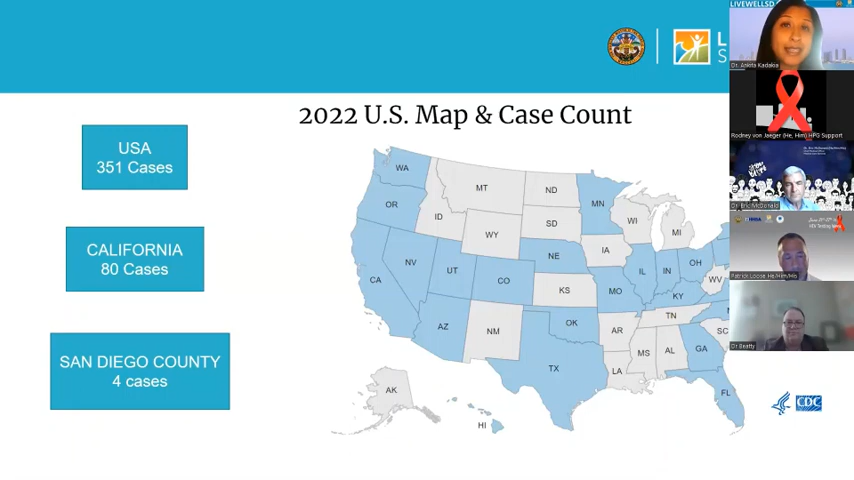 LIVEWELLSD
2022 U.S. Map & Case Count
USA
351 Cases
CALIFORNIA
80 Cases
SAN DIEGO COUNTY
4 cases
WA
MT
ND
MN
OR
ID
SD
WI
MI
WY
IA
NE
NV
UT
CO
IL
IN
OH
WV
CA
KS
MO
KY
AZ
NM
OK
AR
TN
SC
MS
AL
GA
TX
LA
FL
AK
HI
CDC
Dr. Ankita Kadakia
Rodney von Jaeger (He, Him) HPG Support
Dr. Eric McDonald
Patrick Loose He/Him/His
Dr Beatty